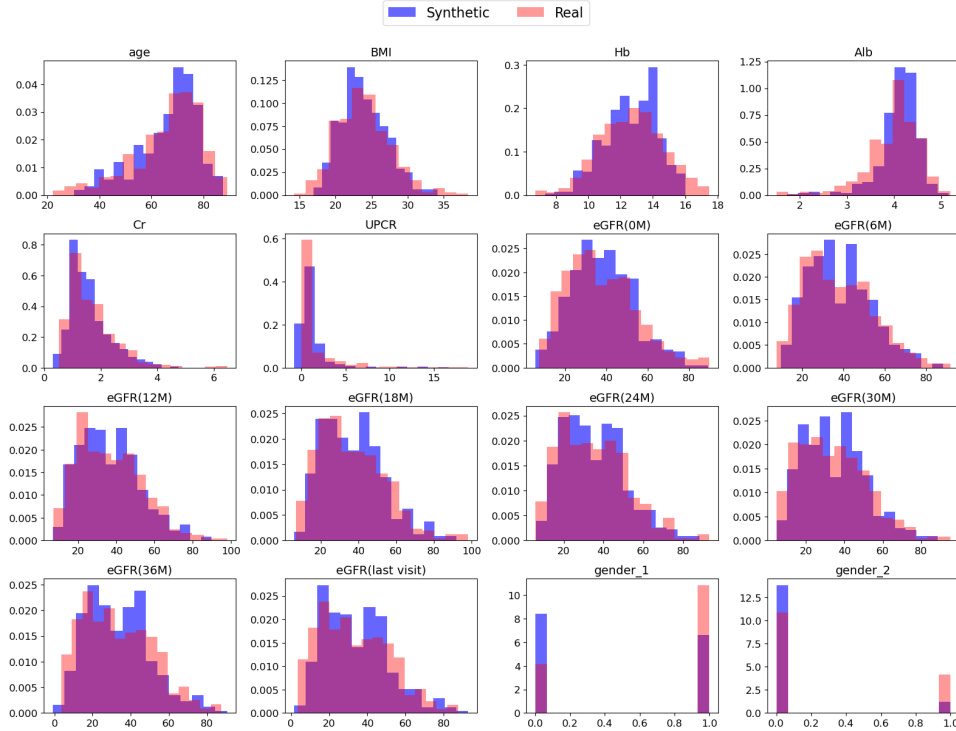 Synthetic Real
age BMI Hb Alb
0.00 0.01 0.02 0.03 0.04
20 40 60 80
0.000 0.025 0.050 0.075 0.100 0.125
15 20 25 30 35
0.0 0.1 0.2 0.3
8 10 12 14 16 18
0.00 0.25 0.50 0.75 1.00 1.25
2 3 4 5
Cr UPCR eGFR(0M) eGFR(6M)
0.0 0.2 0.4 0.6 0.8
0 2 4 6
0.0 0.2 0.4 0.6
0 5 10 15
0.000 0.005 0.010 0.015 0.020 0.025
20 40 60 80
0.000 0.005 0.010 0.015 0.020 0.025
20 40 60 80
eGFR(12M) eGFR(18M) eGFR(24M) eGFR(30M)
0.000 0.005 0.010 0.015 0.020 0.025
20 40 60 80 100
0.000 0.005 0.010 0.015 0.020 0.025
20 40 60 80 100
0.000 0.005 0.010 0.015 0.020 0.025
20 40 60 80
0.000 0.005 0.010 0.015 0.020 0.025
20 40 60 80
eGFR(36M) eGFR(last visit) gender_1 gender_2
0.000 0.005 0.010 0.015 0.020 0.025
0 20 40 60 80
0.000 0.005 0.010 0.015 0.020 0.025
0 20 40 60 80
0 2 4 6 8 10
0.0 0.2 0.4 0.6 0.8 1.0
0.0 2.5 5.0 7.5 10.0 12.5
0.0 0.2 0.4 0.6 0.8 1.0